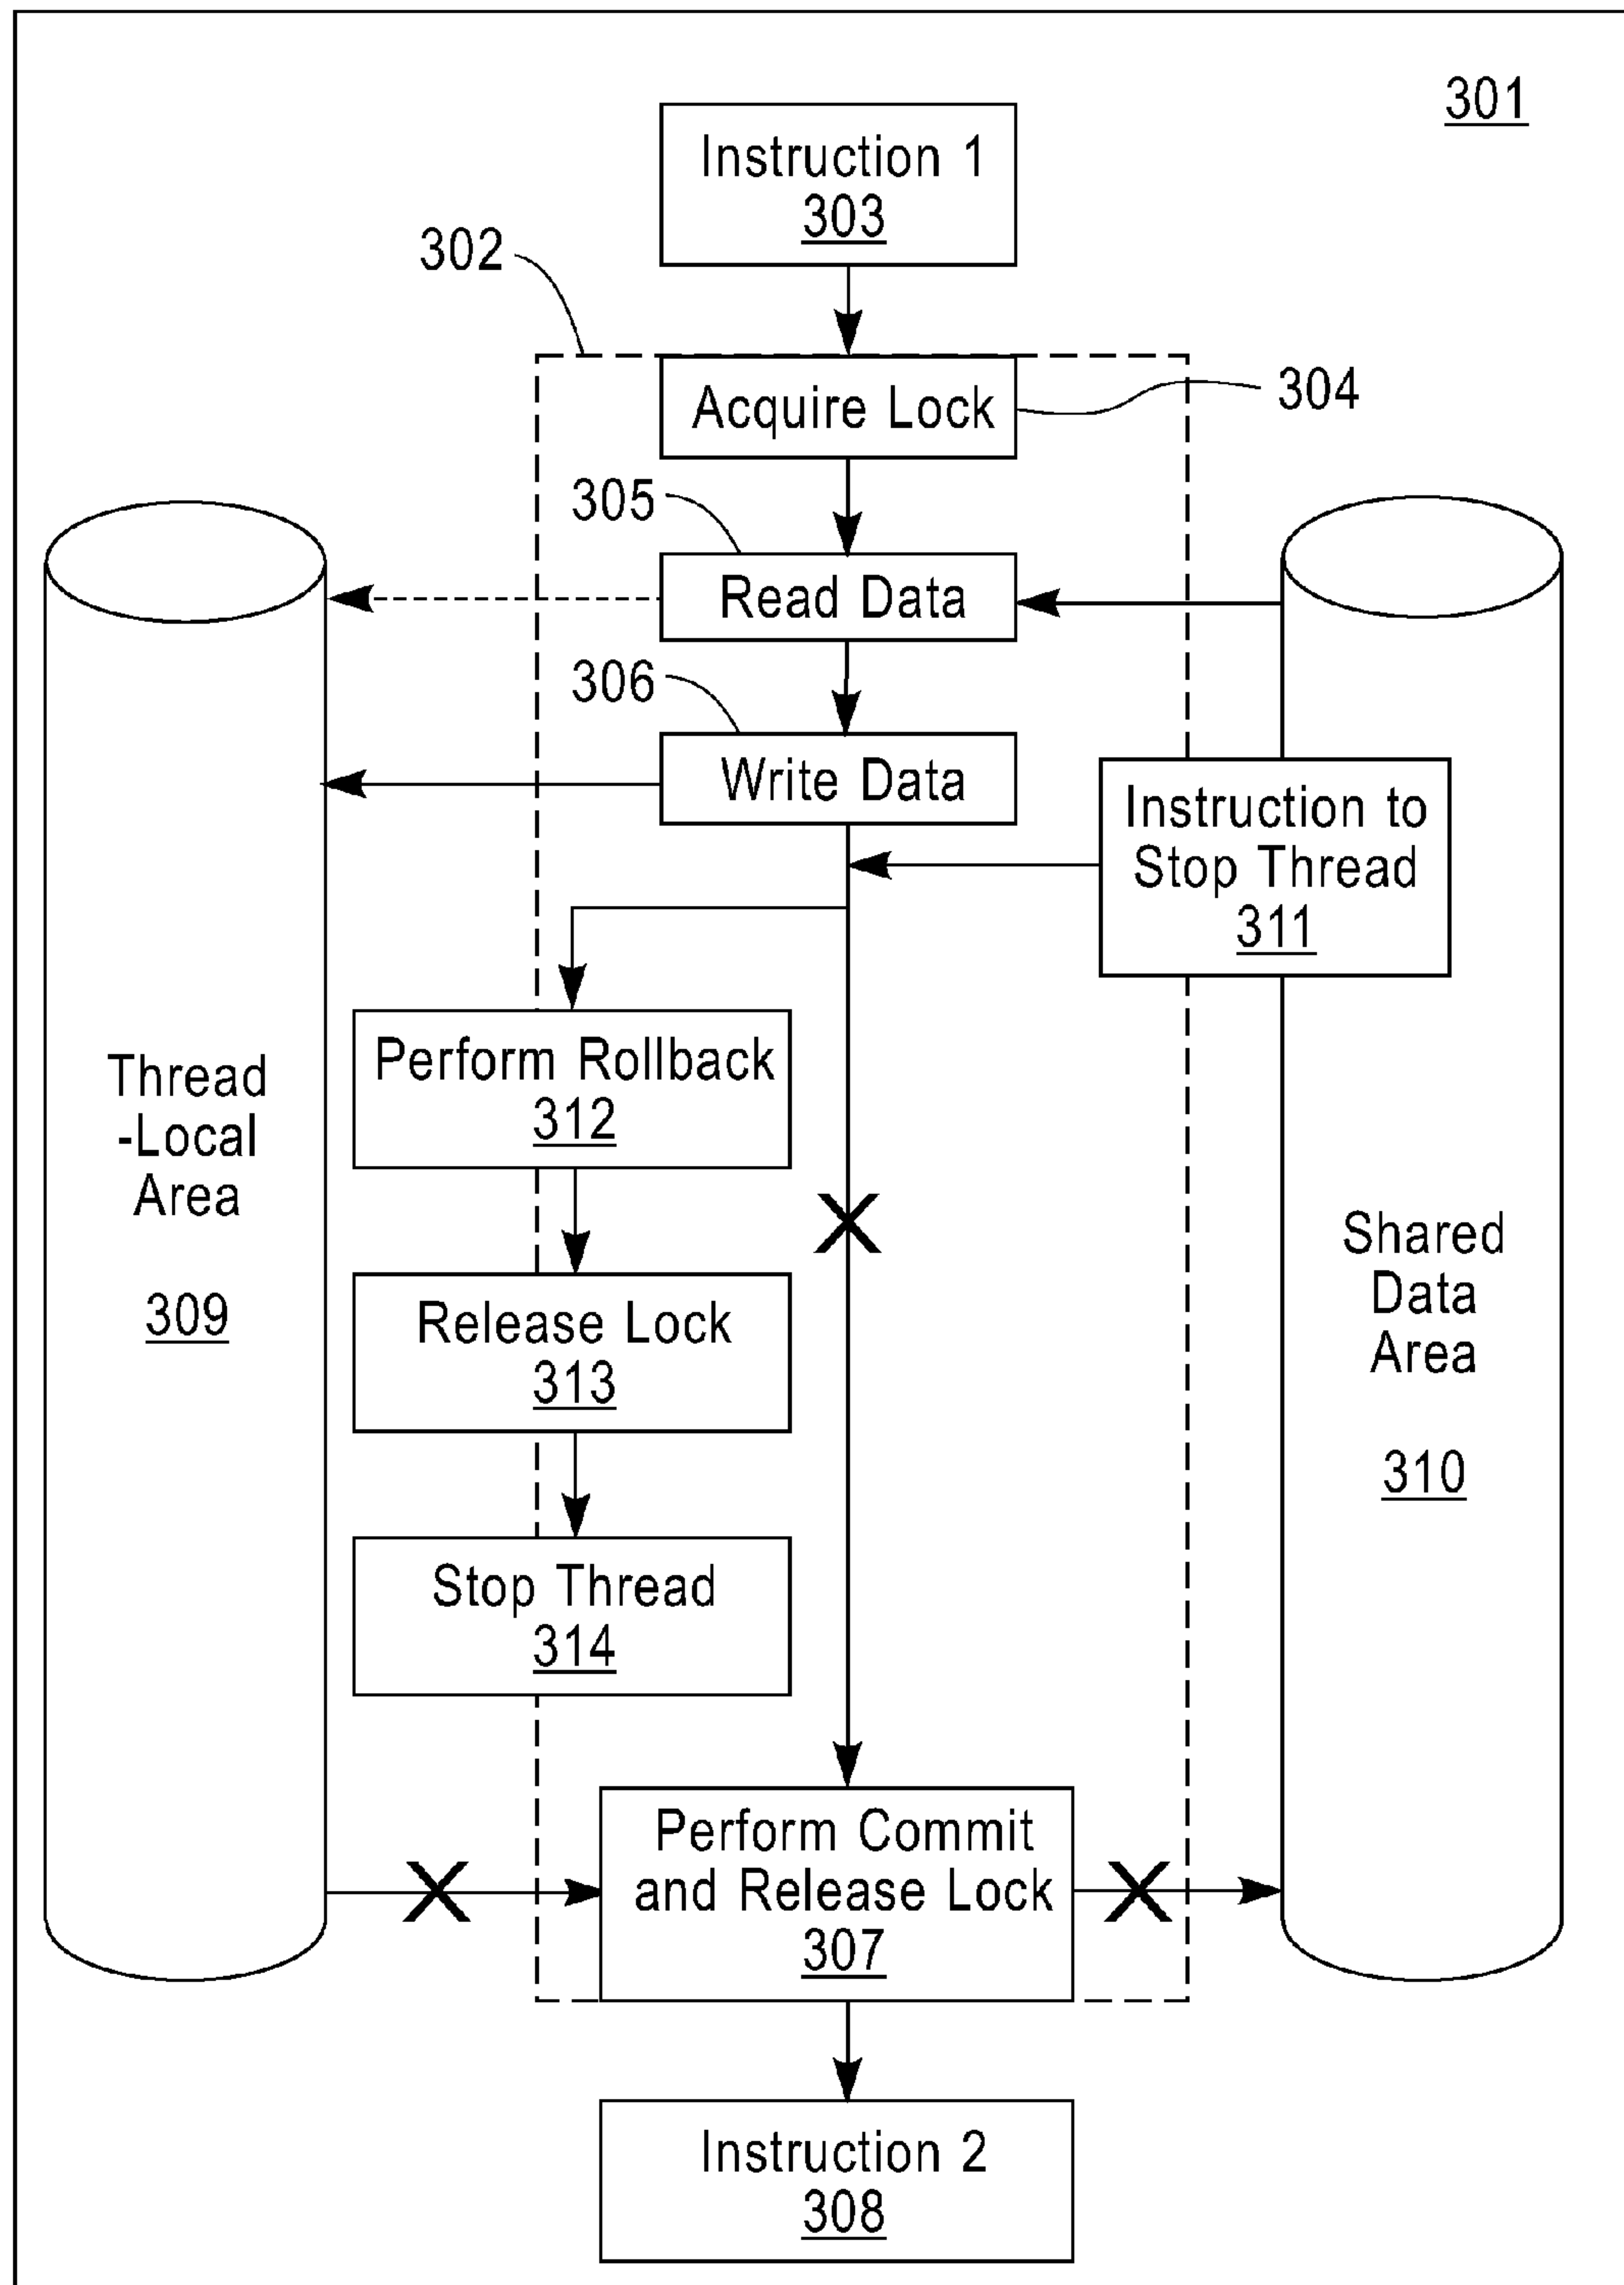 301
Instruction 1
303
302
Acquire Lock
304
305
Read Data
306
Write Data
Instruction to
Stop Thread
311
Perform Rollback
312
Thread
-Local
Area
309
Release Lock
313
Shared
Data
Area
310
Stop Thread
314
Perform Commit
and Release Lock
307
Instruction 2
308